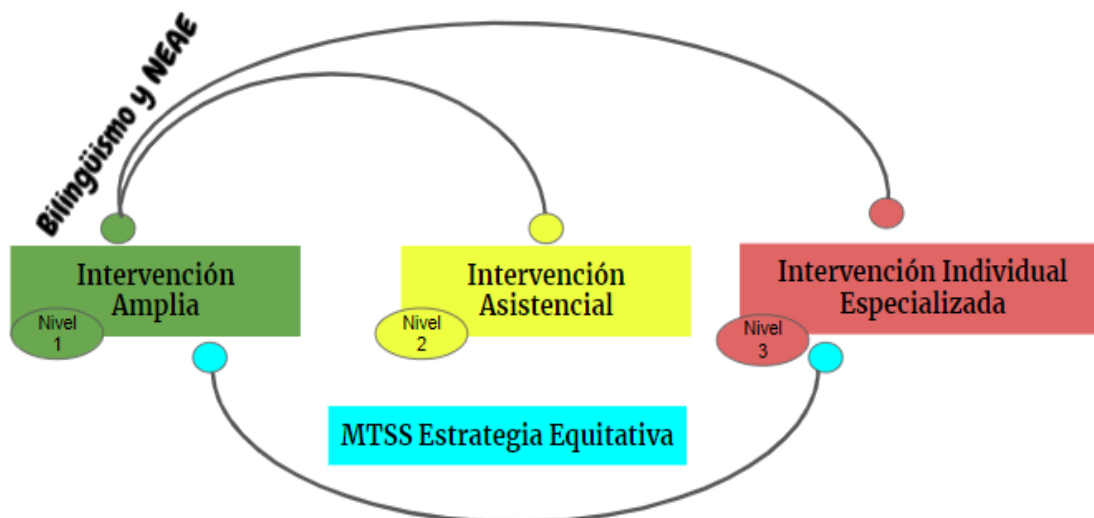 Bilingüismo y NEAE
Intervención
Amplia
Nivel
1
Intervención
Asistencial
Nivel
2
Intervención Individual
Especializada
Nivel
3
MTSS Estrategia Equitativa